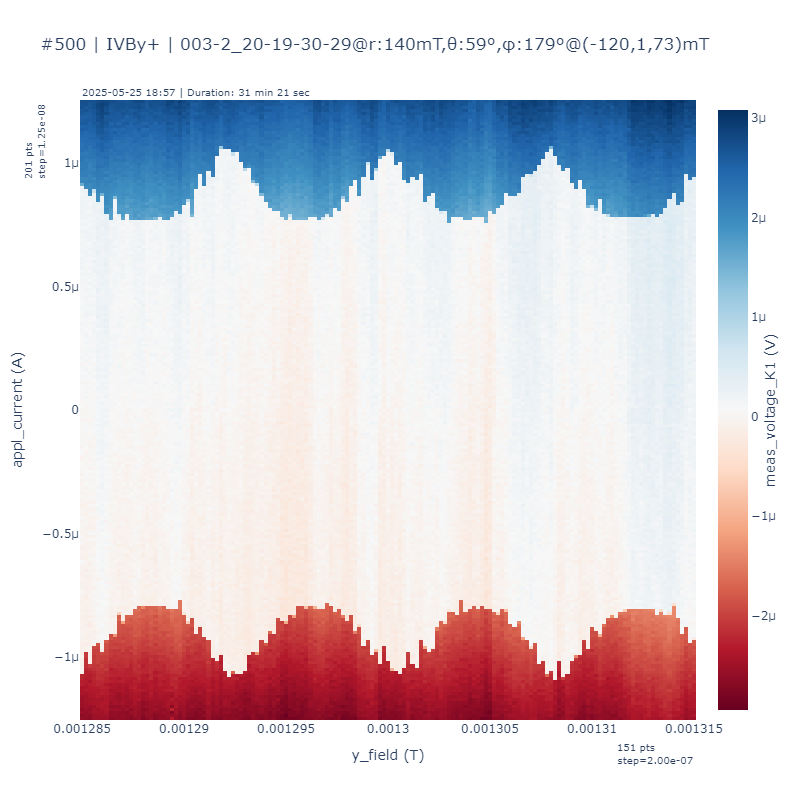 #500 | IVBy+ | 003-2_20-19-30-29@r:140mT,θ:59°,φ:179°@(-120,1,73)mT
2025-05-25 18:57 | Duration: 31 min 21 sec
201 pts
step=1.25e-08
1μ
0.5μ
0
−0.5μ
−1μ
appl_current (A)
3μ
2μ
1μ
0
−1μ
−2μ
meas_voltage_K1 (V)
0.001285
0.00129
0.001295
0.0013
0.001305
0.00131
0.001315
y_field (T)
151 pts
step=2.00e-07